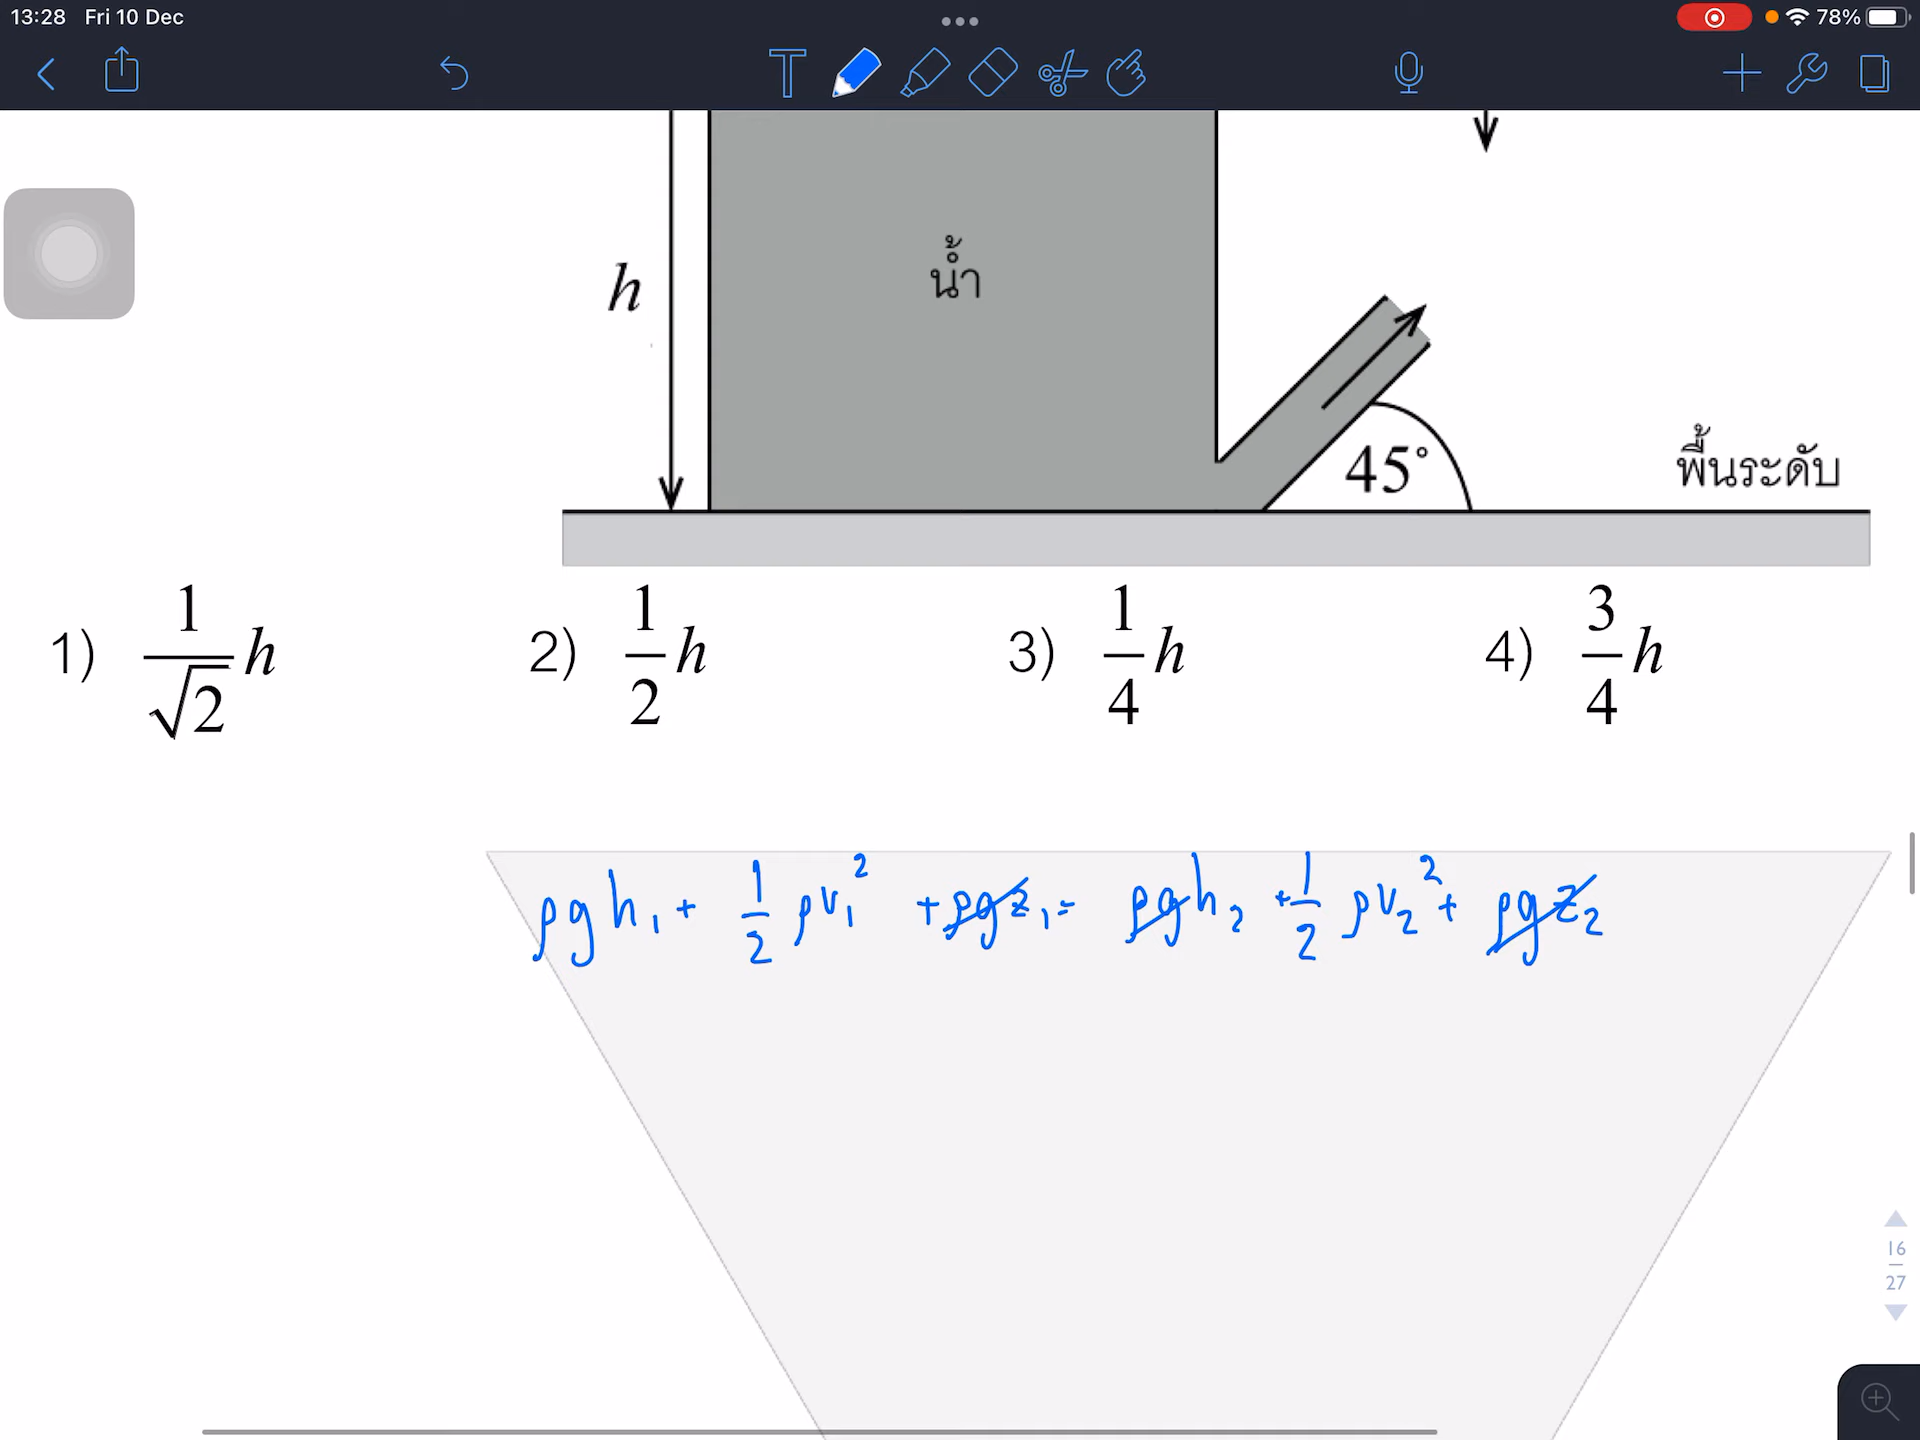 13:28 Fri 10 Dec
78%
T
h
น้ำ
45°
พื้นระดับ
1) 1/√2 h 2) 1/2 h 3) 1/4 h 4) 3/4 h
ρgh₁ + 1/2 ρv₁² + ρgz₁ = ρgh₂ + 1/2 ρv₂² + ρgz₂
16
27